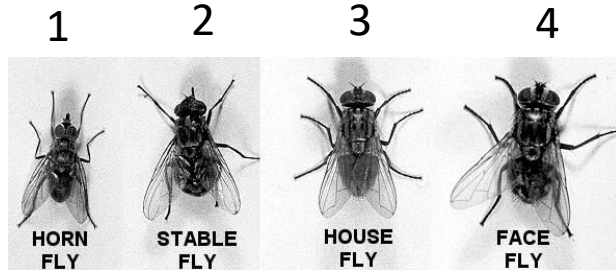 1 2 3 4
HORN FLY
STABLE FLY
HOUSE FLY
FACE FLY